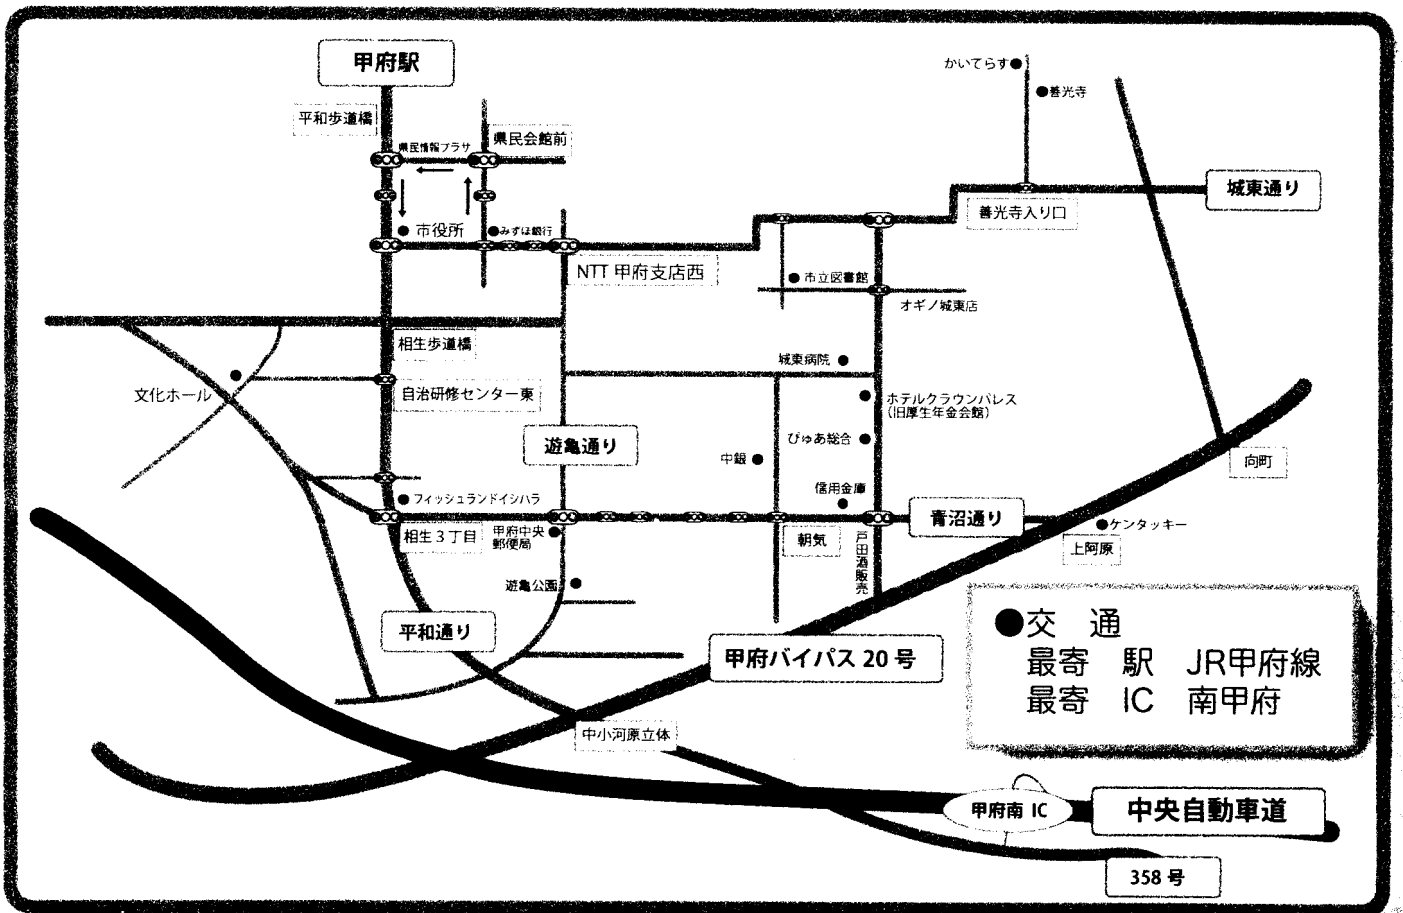 甲府駅
かいてらす
善光寺
平和歩道橋
県民会館前
県民情報プラザ
城東通り
善光寺入り口
市役所
みずほ銀行
NTT 甲府支店西
市立図書館
オギノ城東店
相生歩道橋
城東病院
文化ホール
自治研修センター東
ホテルクラウンパレス
(旧厚生年金会館)
遊亀通り
ぴゅあ総合
中銀
向町
信用金庫
フィッシュランドイシハラ
青沼通り
ケンタッキー
相生3丁目
甲府中央
郵便局
朝気
戸田酒販売
上阿原
遊亀公園
平和通り
甲府バイパス 20 号
●交 通
最寄 駅 JR甲府線
最寄 IC 南甲府
中小河原立体
甲府南 IC
中央自動車道
358 号